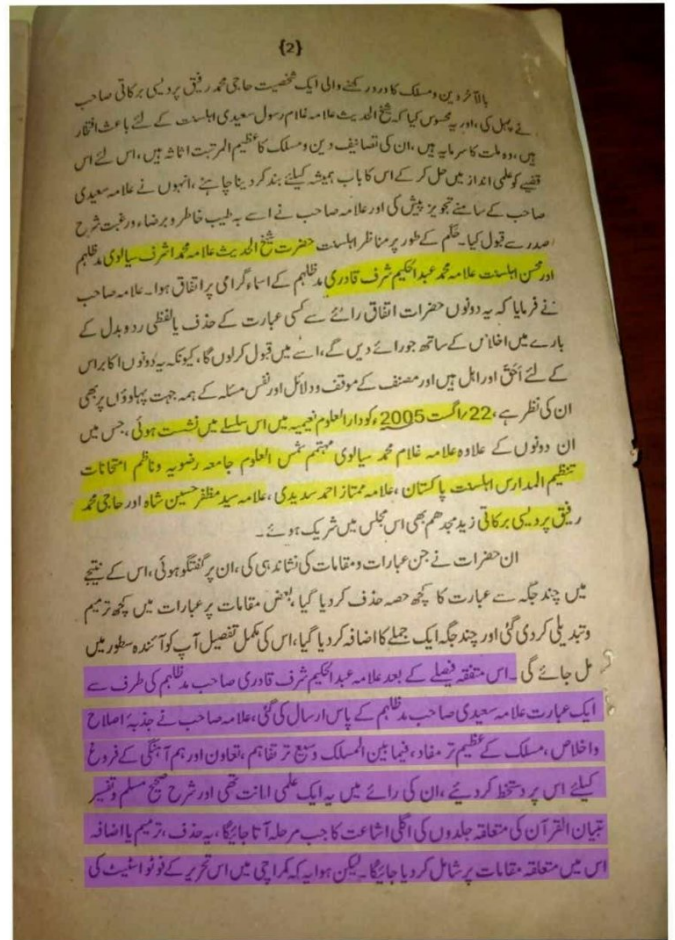 {2}
بالآخر دین و مسلک کا درد رکھنے والی ایک شخصیت حاجی محمد رفیق پردیسی برکاتی صاحب
نے پہل کی، اور یہ محسوس کیا کہ شیخ الحدیث علامہ غلام رسول سعیدی اہلسنت کے لئے باعث افتخار
ہیں، وہ ملت کا سرمایہ ہیں، ان کی تصانیف دین و مسلک کا عظیم المرتبت اثاثہ ہیں، اس لئے اس
قضیے کو علمی انداز میں حل کر کے اس کا باب ہمیشہ کیلئے بند کر دینا چاہئے، انہوں نے علامہ سعیدی
صاحب کے سامنے تجویز پیش کی اور علامہ صاحب نے اسے بہ طیب خاطر و برضاء و رغبت شرح
صدر سے قبول کیا۔ حَکَم کے طور پر مناظر اہلسنت حضرت شیخ الحدیث علامہ محمد اشرف سیالوی مدظلہم
اور محسن اہلسنت علامہ محمد عبدالحکیم شرف قادری مدظلہم کے اسماء گرامی پر اتفاق ہوا۔ علامہ صاحب
نے فرمایا کہ یہ دونوں حضرات اتفاق رائے سے کسی عبارت کے حذف یا لفظی رد و بدل کے
بارے میں اخلاص کے ساتھ جو رائے دیں گے، اسے میں قبول کر لوں گا، کیونکہ یہ دونوں اکابر اس
کے لئے اَحَقّ اور اہل ہیں اور مصنف کے موقف و دلائل اور نفس مسئلہ کے ہمہ جہت پہلوؤں پر بھی
ان کی نظر ہے، 22/اگست 2005ء کو دارالعلوم نعیمیہ میں اس سلسلے میں نشست ہوئی، جس میں
ان دونوں کے علاوہ علامہ غلام محمد سیالوی مہتمم شمس العلوم جامعہ رضویہ و ناظم امتحانات
تنظیم المدارس اہلسنت پاکستان، علامہ ممتاز احمد سدیدی، علامہ سید مظفر حسین شاہ اور حاجی محمد
رفیق پردیسی برکاتی زید مجدھم بھی اس مجلس میں شریک ہوئے۔
ان حضرات نے جن عبارات و مقامات کی نشاندہی کی، ان پر گفتگو ہوئی، اس کے نتیجے
میں چند جگہ سے عبارت کا کچھ حصہ حذف کر دیا گیا، بعض مقامات پر عبارات میں کچھ ترمیم
و تبدیلی کر دی گئی اور چند جگہ ایک جملے کا اضافہ کر دیا گیا، اس کی مکمل تفصیل آپ کو آئندہ سطور میں
مل جائے گی۔ اس متفقہ فیصلے کے بعد علامہ عبدالحکیم شرف قادری صاحب مدظلہم کی طرف سے
ایک عبارت علامہ سعیدی صاحب مدظلہم کے پاس ارسال کی گئی، علامہ صاحب نے جذبۂ اصلاح
و اخلاص، مسلک کے عظیم تر مفاد، فیما بین المسلک وسیع تر تفاہم، تعاون اور ہم آہنگی کے فروغ
کیلئے اس پر دستخط کر دیئے، ان کی رائے میں یہ ایک علمی امانت تھی اور شرح صحیح مسلم و تفسیر
تبیان القرآن کی متعلقہ جلدوں کی اگلی اشاعت کا جب مرحلہ آتا جائیگا، یہ حذف، ترمیم یا اضافہ
اس میں متعلقہ مقامات پر شامل کر دیا جائیگا۔ لیکن ہوا یہ کہ کراچی میں اس تحریر کے فوٹو اسٹیٹ کی